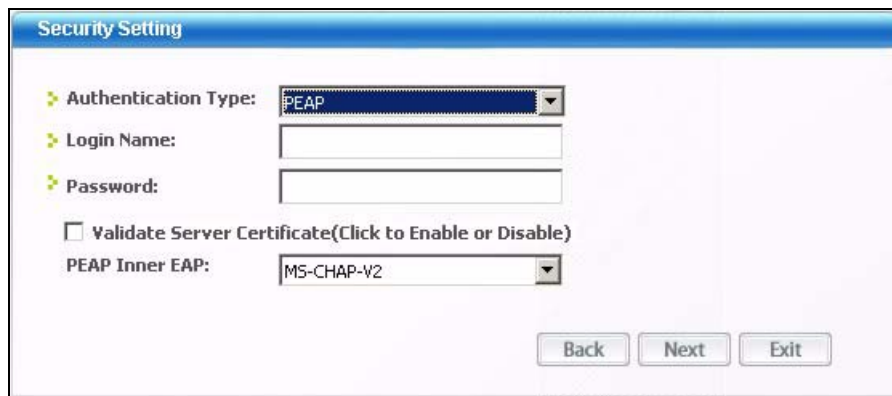 Security Setting
Authentication Type: PEAP
Login Name:
Password:
Validate Server Certificate(Click to Enable or Disable)
PEAP Inner EAP: MS-CHAP-V2
Back Next Exit